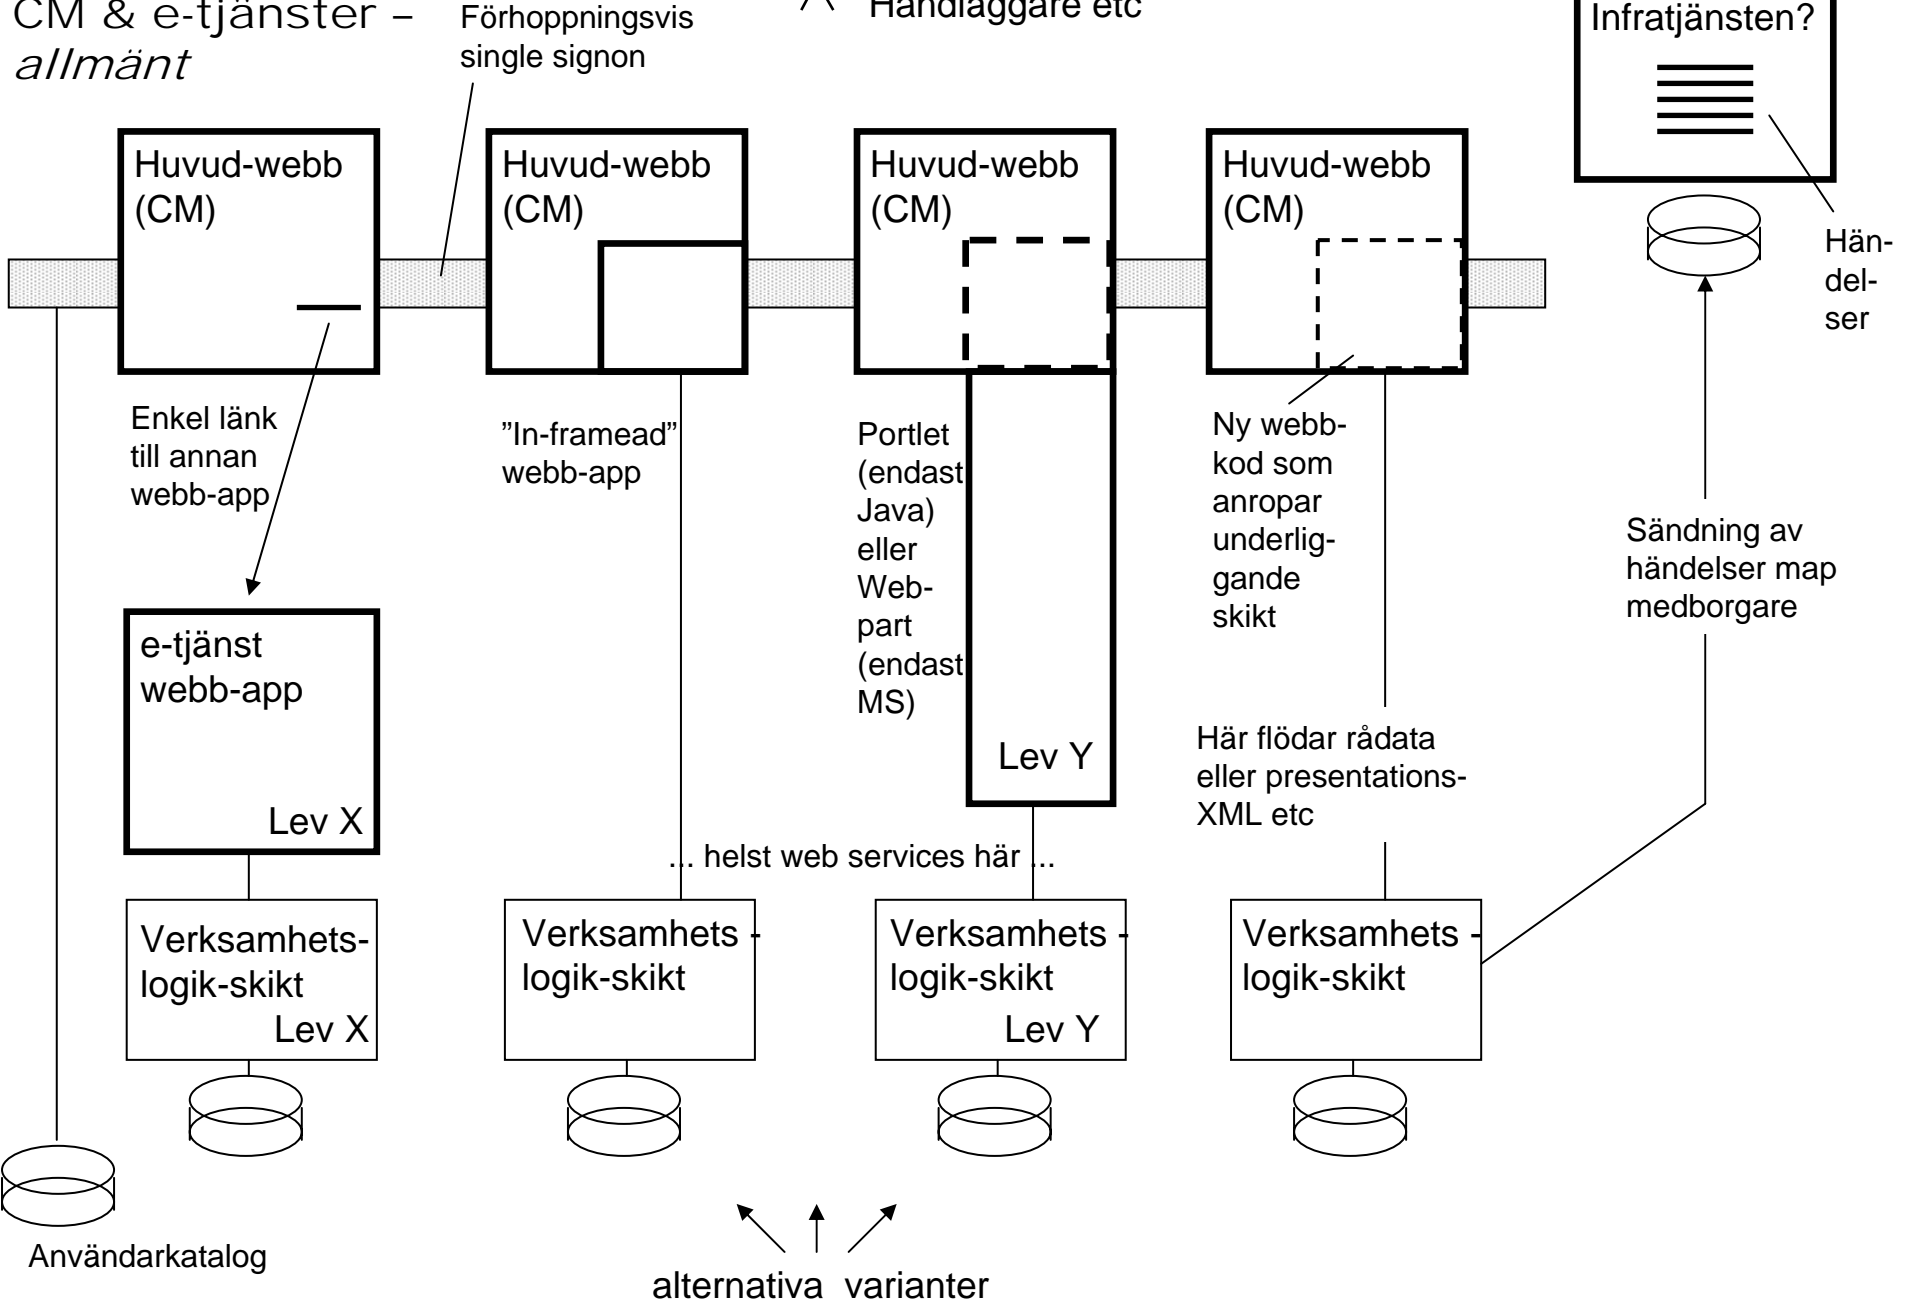 CM & e-tjänster –
allmänt
Förhoppningsvis
single signon
Handläggare etc
Infratjänsten?
Huvud-webb
(CM)
Huvud-webb
(CM)
Huvud-webb
(CM)
Huvud-webb
(CM)
Hän-
del-
ser
Enkel länk
till annan
webb-app
”In-framead”
webb-app
Portlet
(endast
Java)
eller
Web-
part
(endast
MS)
Ny webb-
kod som
anropar
underlig-
gande
skikt
Sändning av
händelser map
medborgare
e-tjänst
webb-app
Lev X
Lev Y
Här flödar rådata
eller presentations-
XML etc
... helst web services här ...
Verksamhets-
logik-skikt
Lev X
Verksamhets -
logik-skikt
Verksamhets -
logik-skikt
Lev Y
Verksamhets -
logik-skikt
Användarkatalog
alternativa varianter